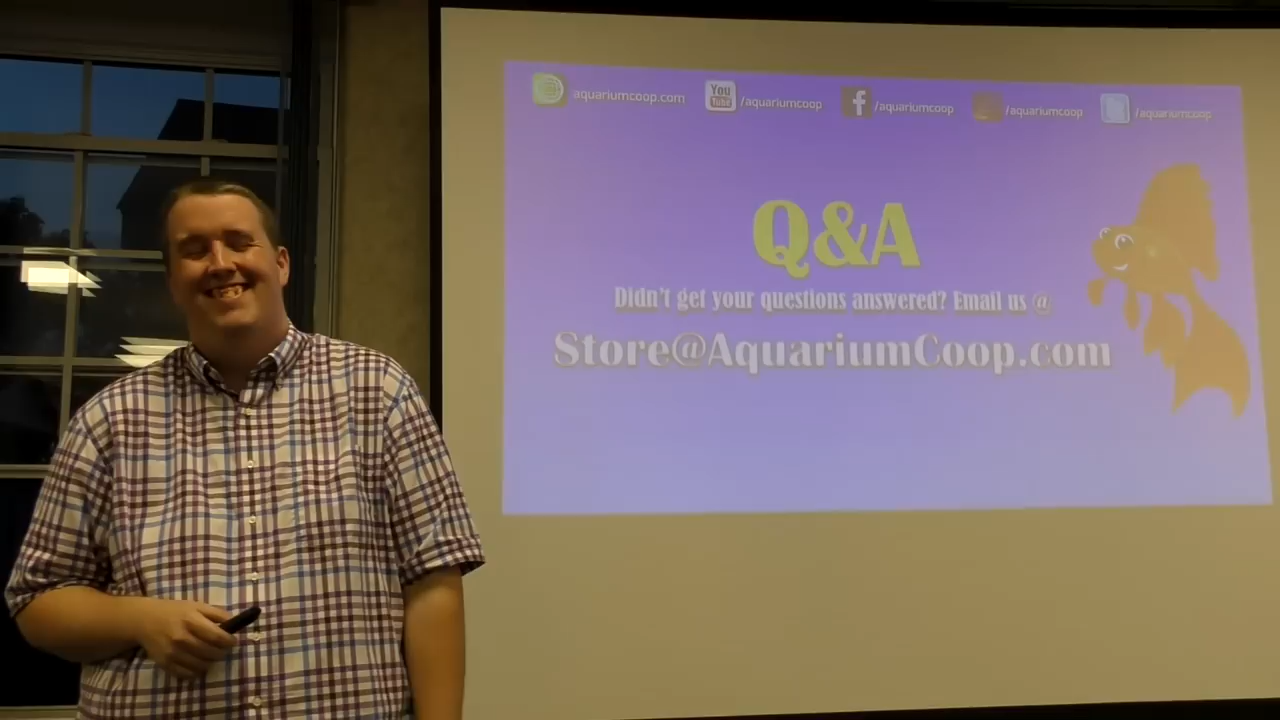 aquariumcoop.com You Tube /aquariumcoop f /aquariumcoop /aquariumcoop /aquariumcoop
Q&A
Didn't get your questions answered? Email us @
Store@AquariumCoop.com